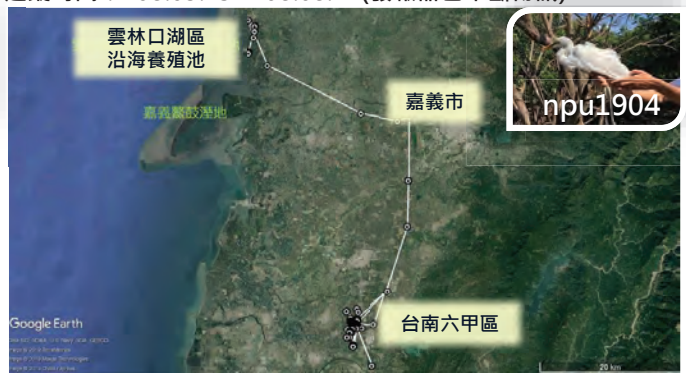 雲林口湖區
沿海養殖池
npu1904
嘉義市
嘉義鰲鼓溼地
台南六甲區
Google Earth
20 km